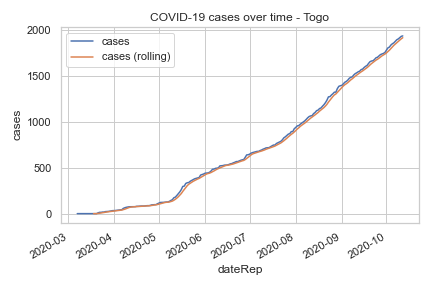 COVID-19 cases over time - Togo
cases
cases (rolling)
2000
1500
1000
500
0
cases
2020-03
2020-04
2020-05
2020-06
2020-07
2020-08
2020-09
2020-10
dateRep